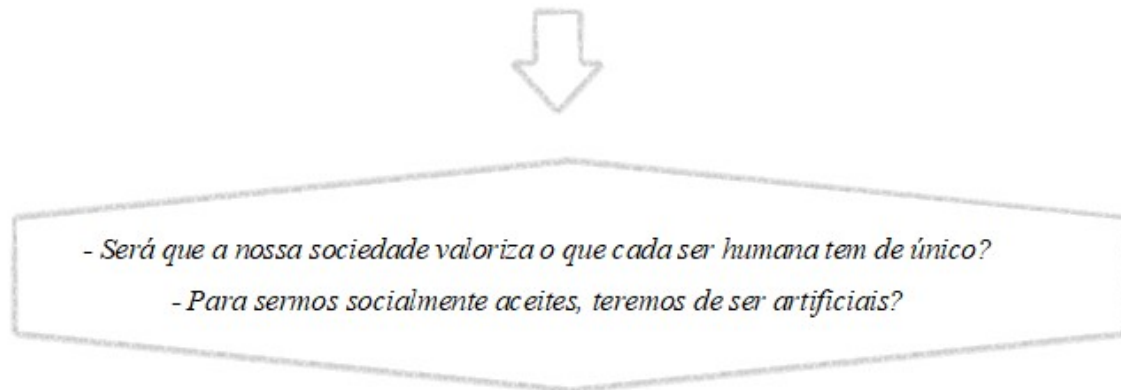 - Será que a nossa sociedade valoriza o que cada ser humana tem de único?
- Para sermos socialmente aceites, teremos de ser artificiais?